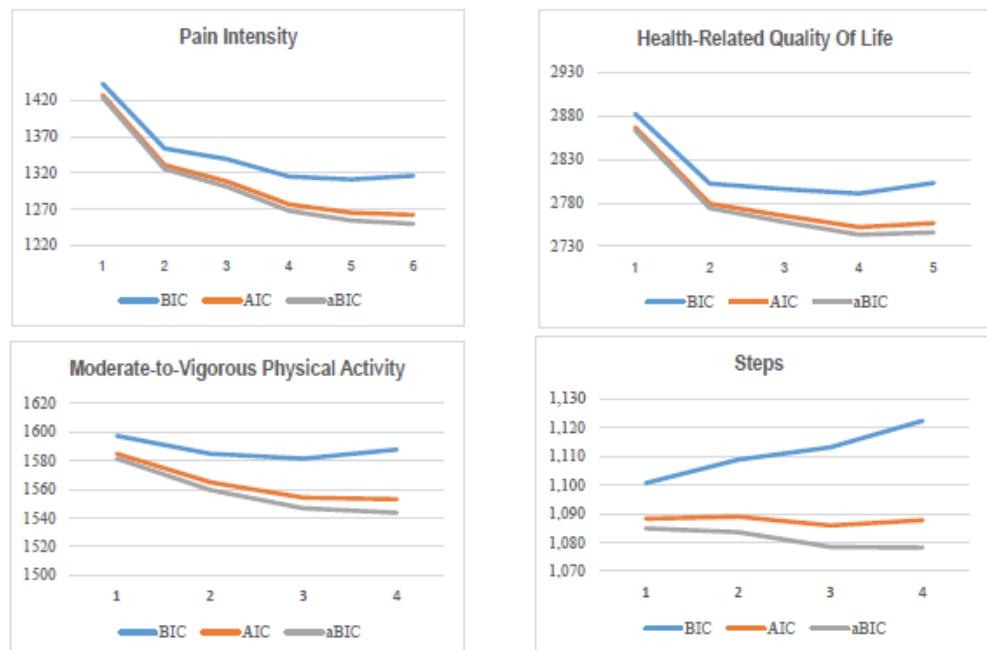 Pain Intensity
1420
1370
1320
1270
1220
1 2 3 4 5 6
BIC AIC aBIC
Health-Related Quality Of Life
2930
2880
2830
2780
2730
1 2 3 4 5
BIC AIC aBIC
Moderate-to-Vigorous Physical Activity
1620
1600
1580
1560
1540
1520
1500
1 2 3 4
BIC AIC aBIC
Steps
1,130
1,120
1,110
1,100
1,090
1,080
1,070
1 2 3 4
BIC AIC aBIC